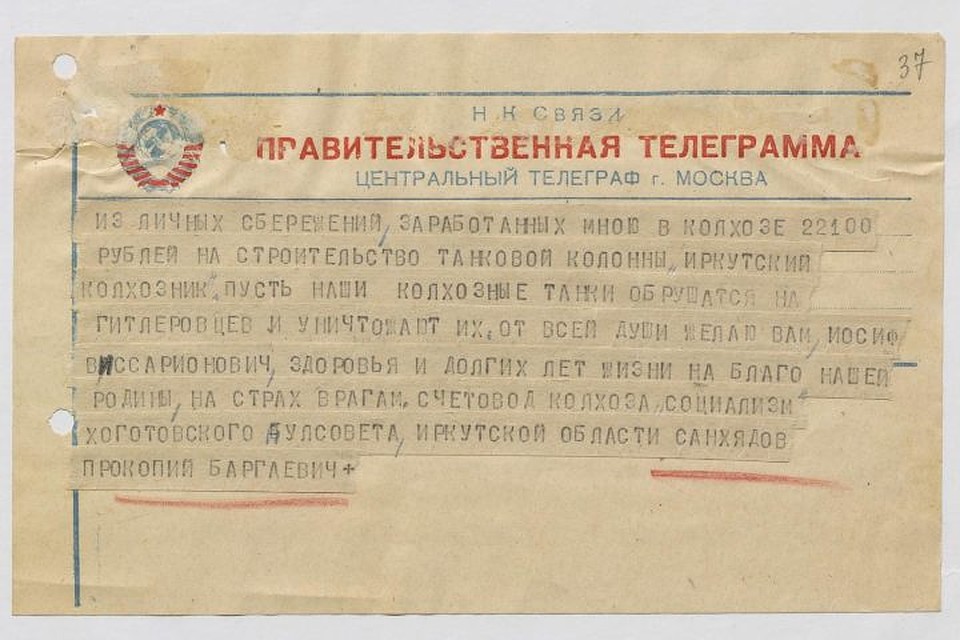 37
Н.К СВЯЗИ
ПРАВИТЕЛЬСТВЕННАЯ ТЕЛЕГРАММА
ЦЕНТРАЛЬНЫЙ ТЕЛЕГРАФ г. МОСКВА
ИЗ ЛИЧНЫХ СБЕРЕЖЕНИЙ, ЗАРАБОТАННЫХ МНОЮ В КОЛХОЗЕ 22100
РУБЛЕЙ НА СТРОИТЕЛЬСТВО ТАНКОВОЙ КОЛОННЫ „ИРКУТСКИЙ
КОЛХОЗНИК". ПУСТЬ НАШИ КОЛХОЗНЫЕ ТАНКИ ОБРУШАТСЯ НА
ГИТЛЕРОВЦЕВ И УНИЧТОЖАЮТ ИХ. ОТ ВСЕЙ ДУШИ ЖЕЛАЮ ВАМ, ИОСИФ
ВИССАРИОНОВИЧ, ЗДОРОВЬЯ И ДОЛГИХ ЛЕТ ЖИЗНИ НА БЛАГО НАШЕЙ
РОДИНЫ, НА СТРАХ ВРАГАМ. СЧЕТОВОД КОЛХОЗА „СОЦИАЛИЗМ"
ХОГОТОВСКОГО АУЛСОВЕТА, ИРКУТСКОЙ ОБЛАСТИ САНХЯДОВ
ПРОКОПИЙ БАРГАЕВИЧ+